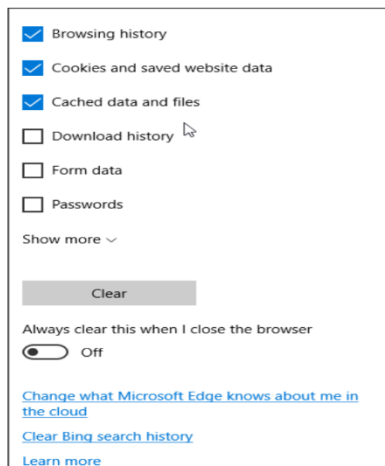 Browsing history
Cookies and saved website data
Cached data and files
Download history
Form data
Passwords
Show more
Clear
Always clear this when I close the browser
Off
Change what Microsoft Edge knows about me in
the cloud
Clear Bing search history
Learn more